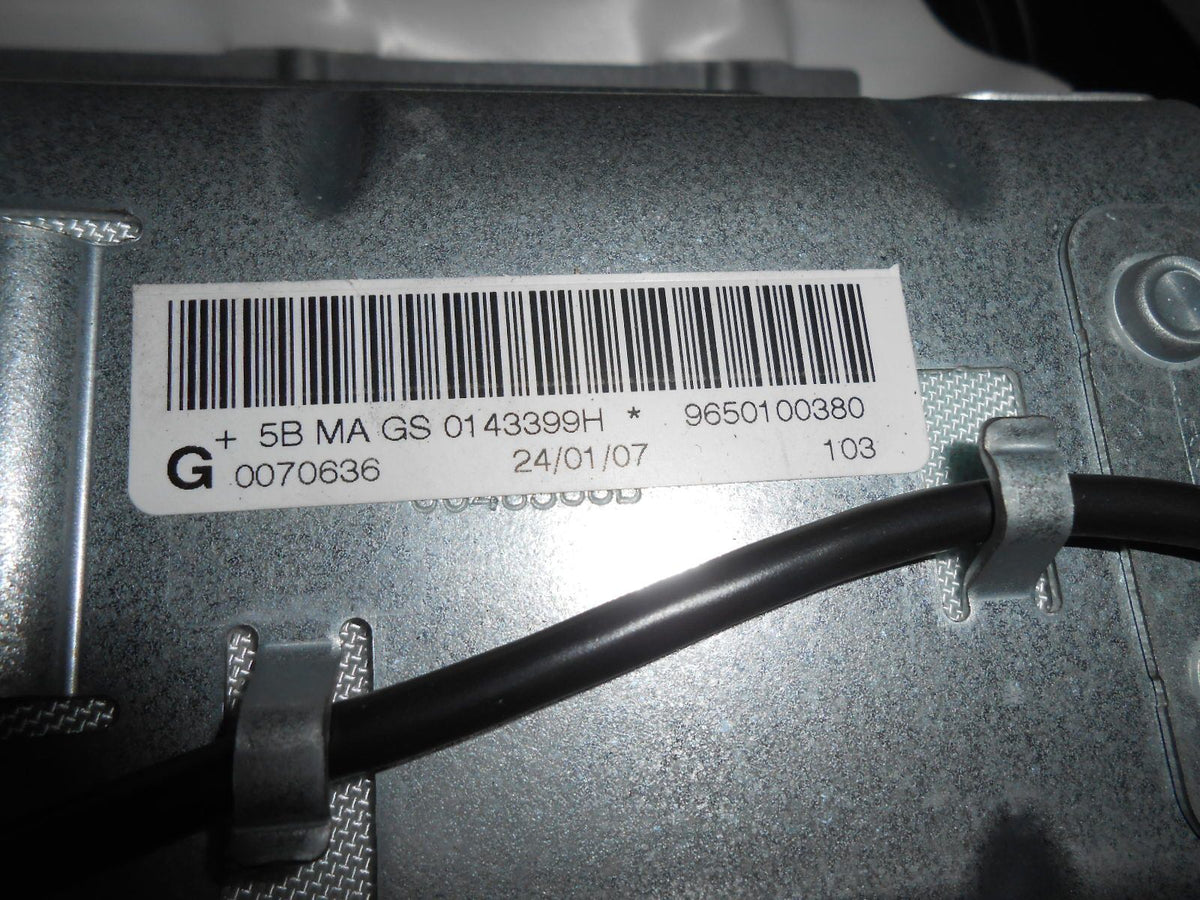 + 5B MA GS 0143399H * 9650100380
G 0070636 24/01/07 103